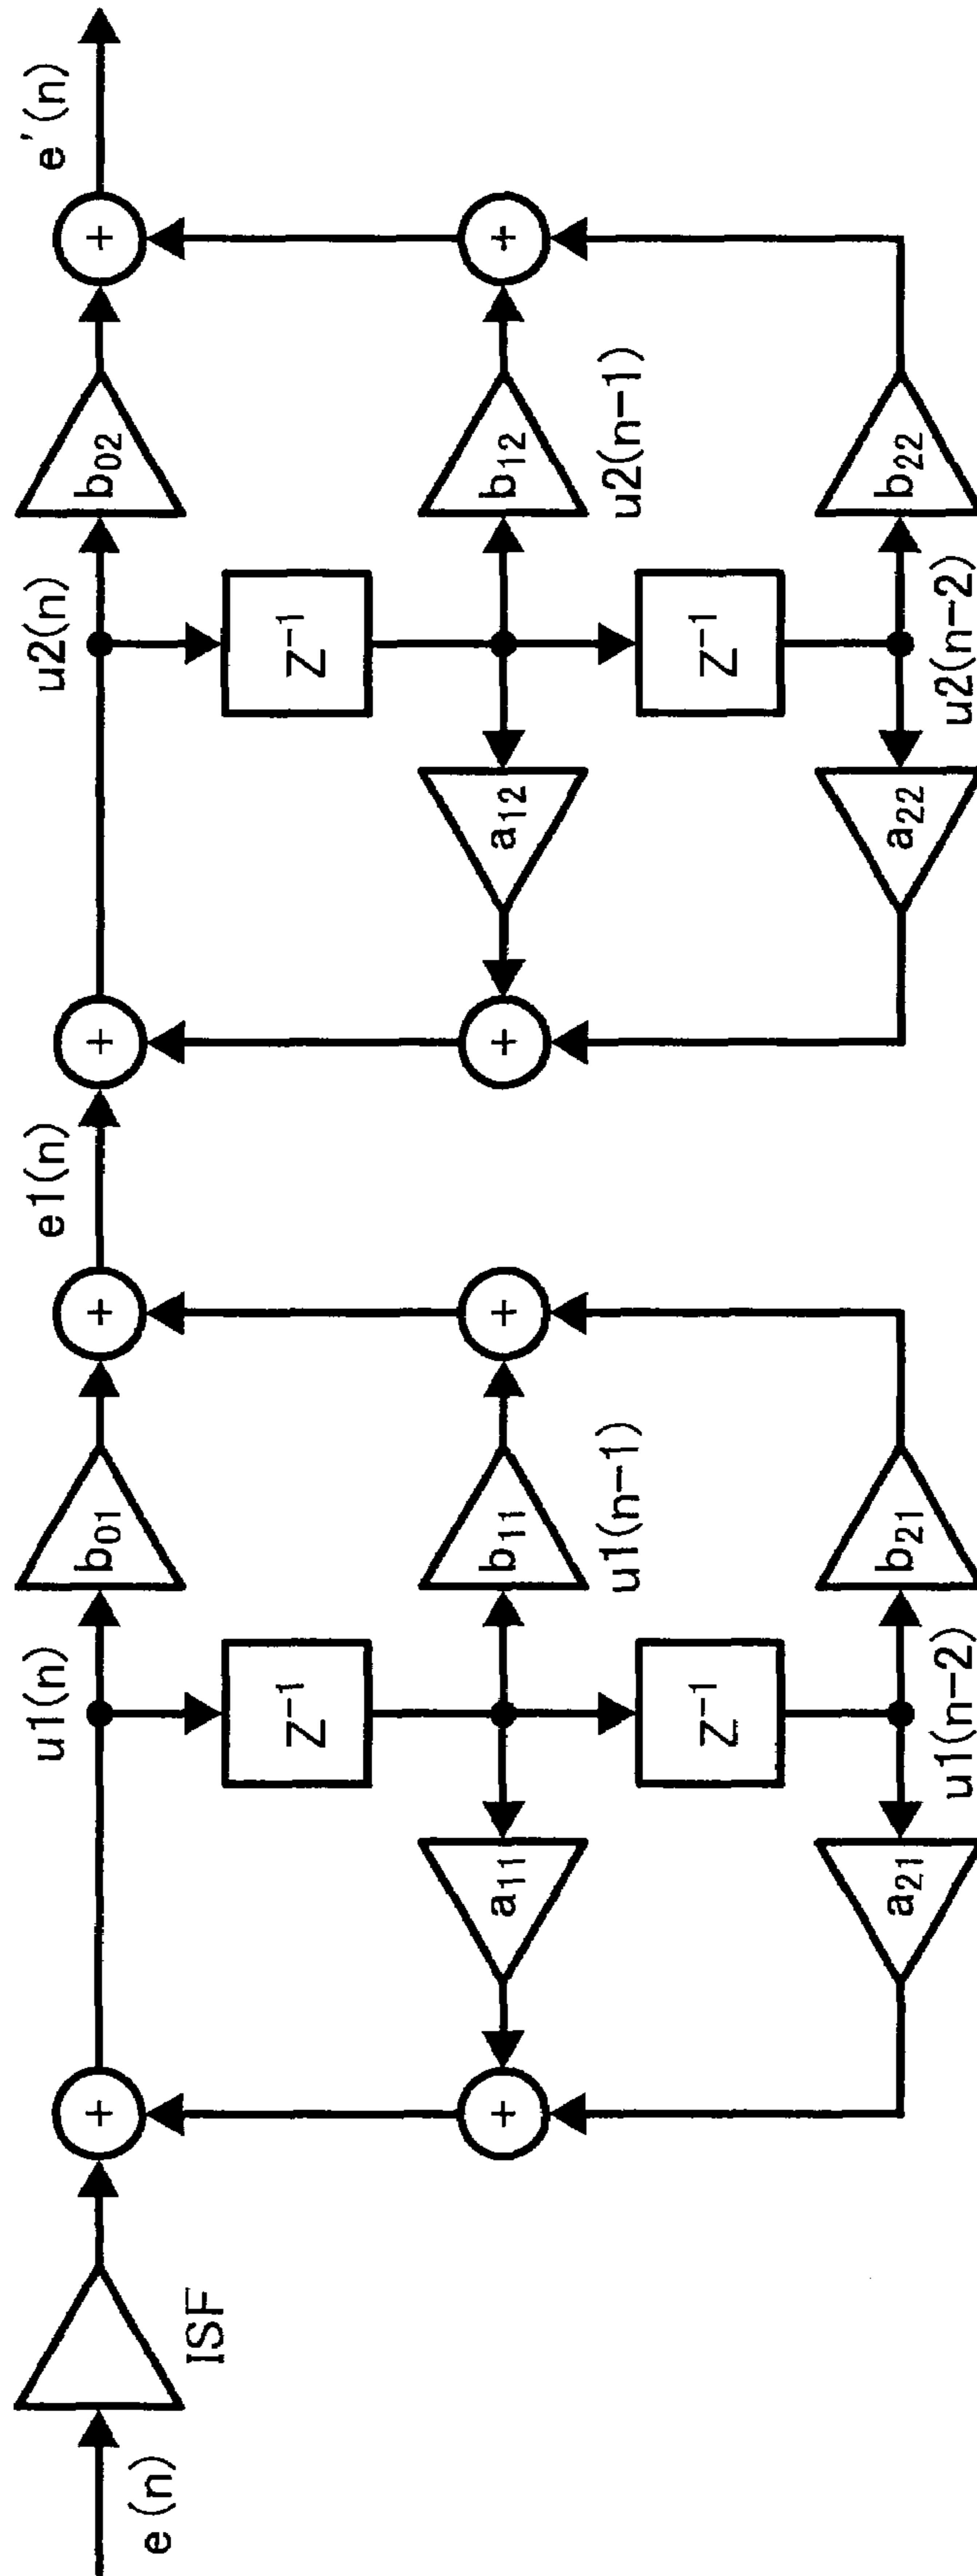 e(n)
ISF
+
u1(n)
b01
+
e1(n)
+
u2(n)
b02
+
e'(n)
Z⁻¹
Z⁻¹
+
a11
b11
+
u1(n-1)
+
a12
b12
+
u2(n-1)
Z⁻¹
Z⁻¹
a21
b21
u1(n-2)
a22
b22
u2(n-2)